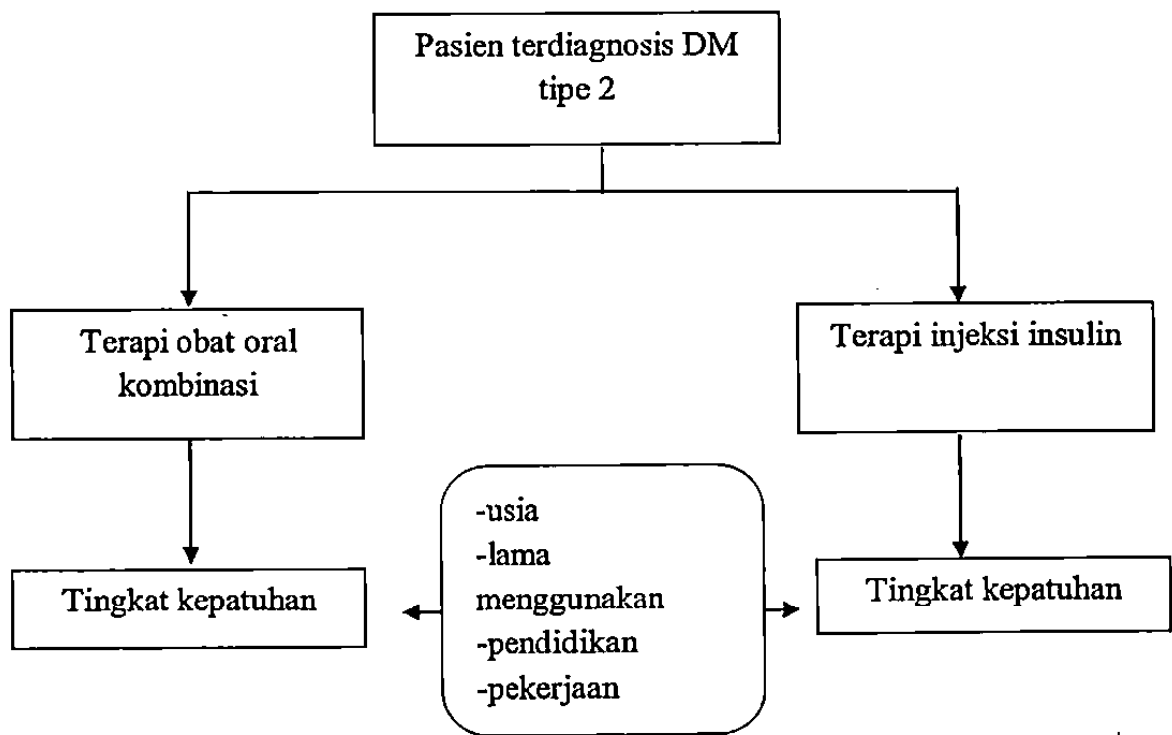 Pasien terdiagnosis DM
tipe 2
Terapi obat oral
kombinasi
Terapi injeksi insulin
-usia
-lama
menggunakan
-pendidikan
-pekerjaan
Tingkat kepatuhan
Tingkat kepatuhan